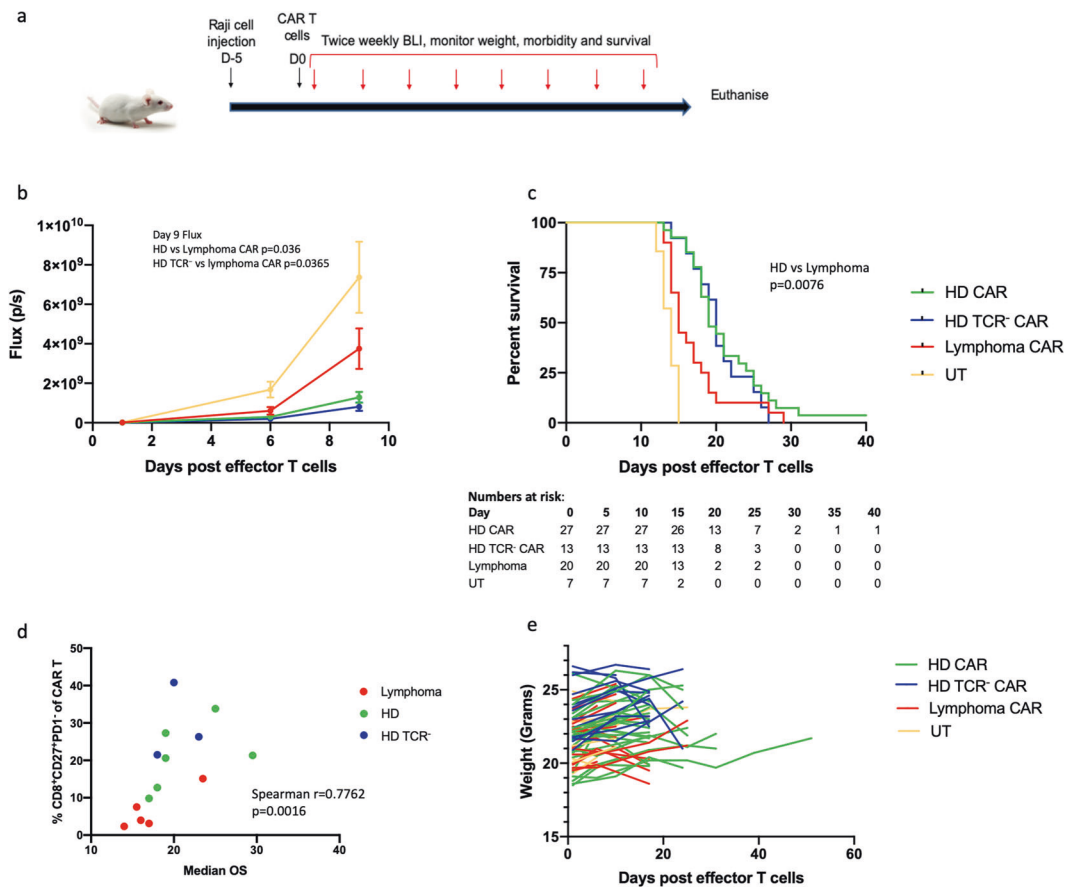 a
Raji cell
injection
D-5
CAR T
cells
D0
Twice weekly BLI, monitor weight, morbidity and survival
Euthanise
b
Day 9 Flux
HD vs Lymphoma CAR p=0.036
HD TCR⁻ vs lymphoma CAR p=0.0365
Flux (p/s)
1×10¹⁰
8×10⁹
6×10⁹
4×10⁹
2×10⁹
0
0 2 4 6 8 10
Days post effector T cells
c
Percent survival
100
75
50
25
0
0 10 20 30 40
Days post effector T cells
HD vs Lymphoma
p=0.0076
HD CAR
HD TCR⁻ CAR
Lymphoma CAR
UT
Numbers at risk:
Day 0 5 10 15 20 25 30 35 40
HD CAR 27 27 27 26 13 7 2 1 1
HD TCR⁻ CAR 13 13 13 13 8 3 0 0 0
Lymphoma 20 20 20 13 2 2 0 0 0
UT 7 7 7 2 0 0 0 0 0
d
% CD8⁺CD27⁺PD1⁻ of CAR T
50
40
30
20
10
0
10 20 30 40
Median OS
Spearman r=0.7762
p=0.0016
Lymphoma
HD
HD TCR⁻
e
Weight (Grams)
25
20
15
0 20 40 60
Days post effector T cells
HD CAR
HD TCR⁻ CAR
Lymphoma CAR
UT